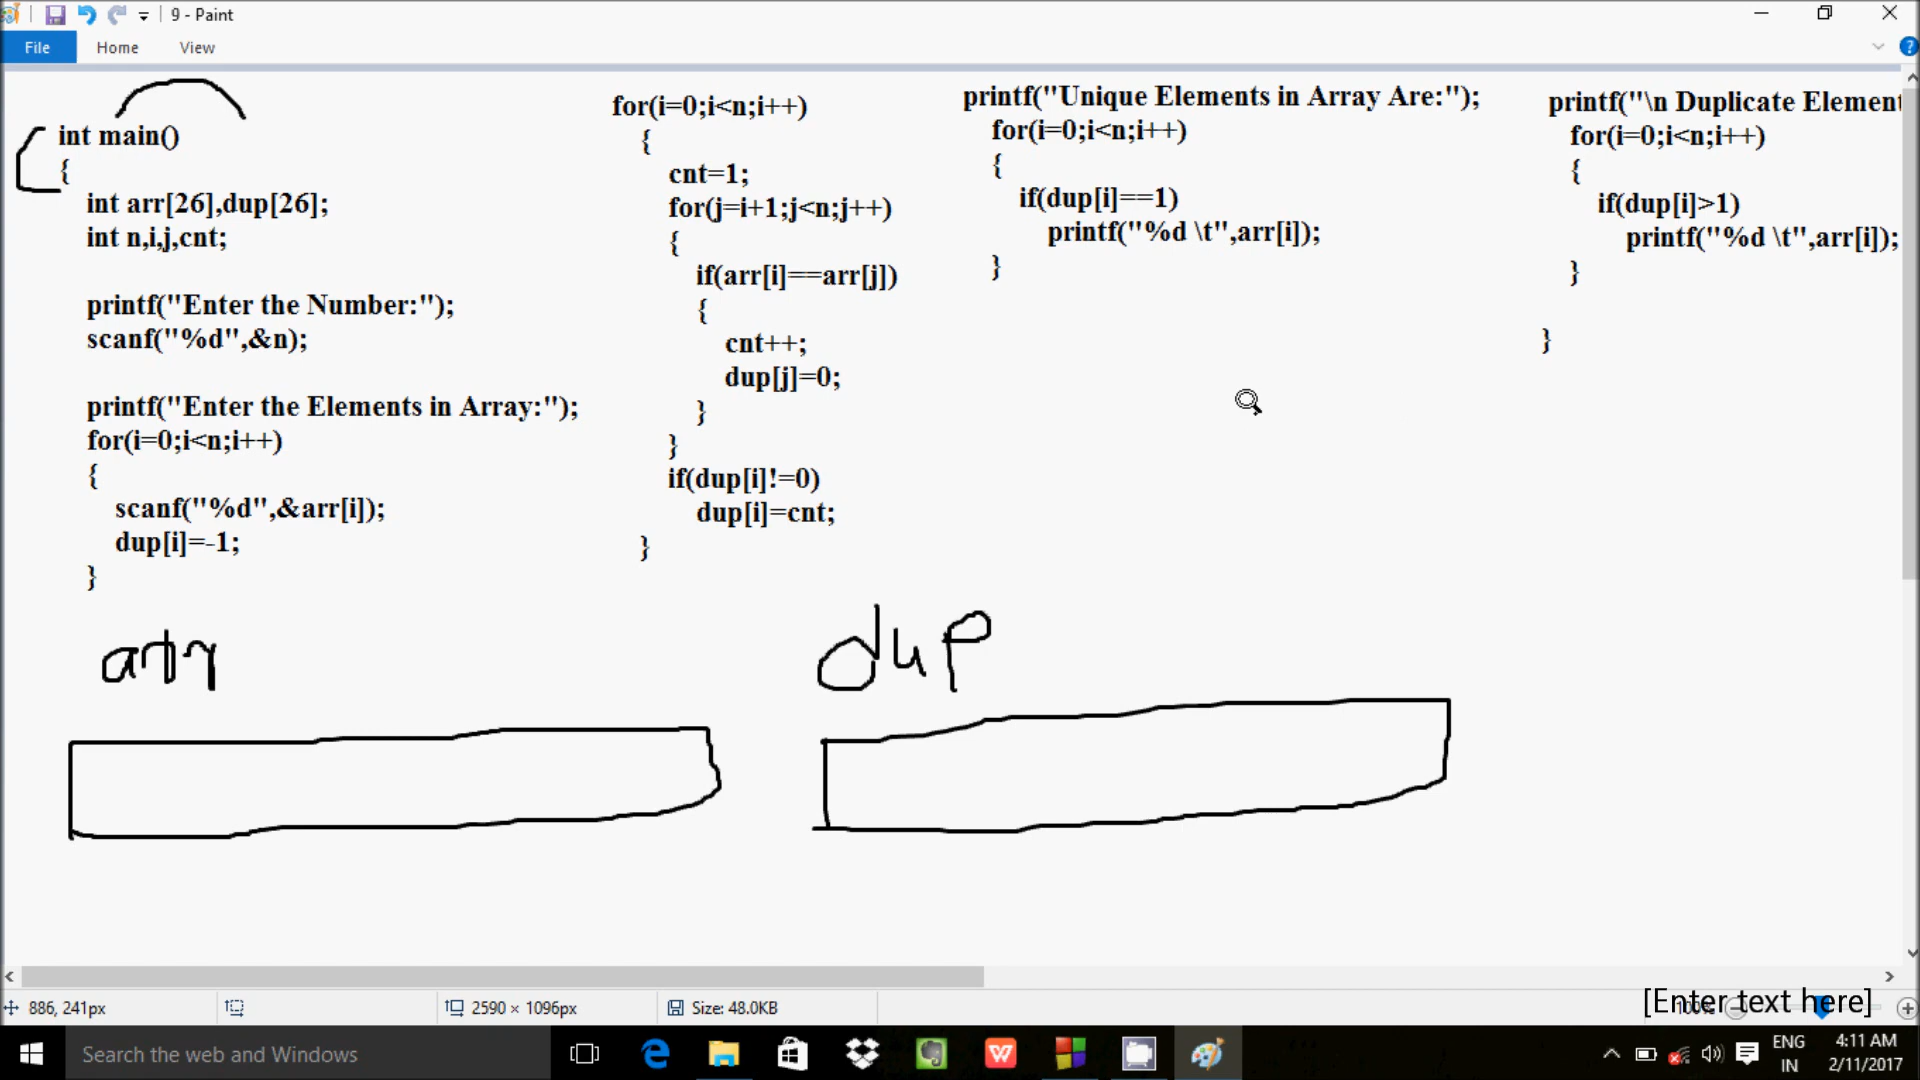 9 - Paint
File Home View
int main()
{
int arr[26],dup[26];
int n,i,j,cnt;
printf("Enter the Number:");
scanf("%d",&n);
printf("Enter the Elements in Array:");
for(i=0;i<n;i++)
{
scanf("%d",&arr[i]);
dup[i]=-1;
}
for(i=0;i<n;i++)
{
cnt=1;
for(j=i+1;j<n;j++)
{
if(arr[i]==arr[j])
{
cnt++;
dup[j]=0;
}
}
if(dup[i]!=0)
dup[i]=cnt;
}
printf("Unique Elements in Array Are:");
for(i=0;i<n;i++)
{
if(dup[i]==1)
printf("%d \t",arr[i]);
}
printf("\n Duplicate Element
for(i=0;i<n;i++)
{
if(dup[i]>1)
printf("%d \t",arr[i]);
}
}
arr
dup
886, 241px
2590 × 1096px
Size: 48.0KB
100%
[Enter text here]
Search the web and Windows
ENG
IN
4:11 AM
2/11/2017